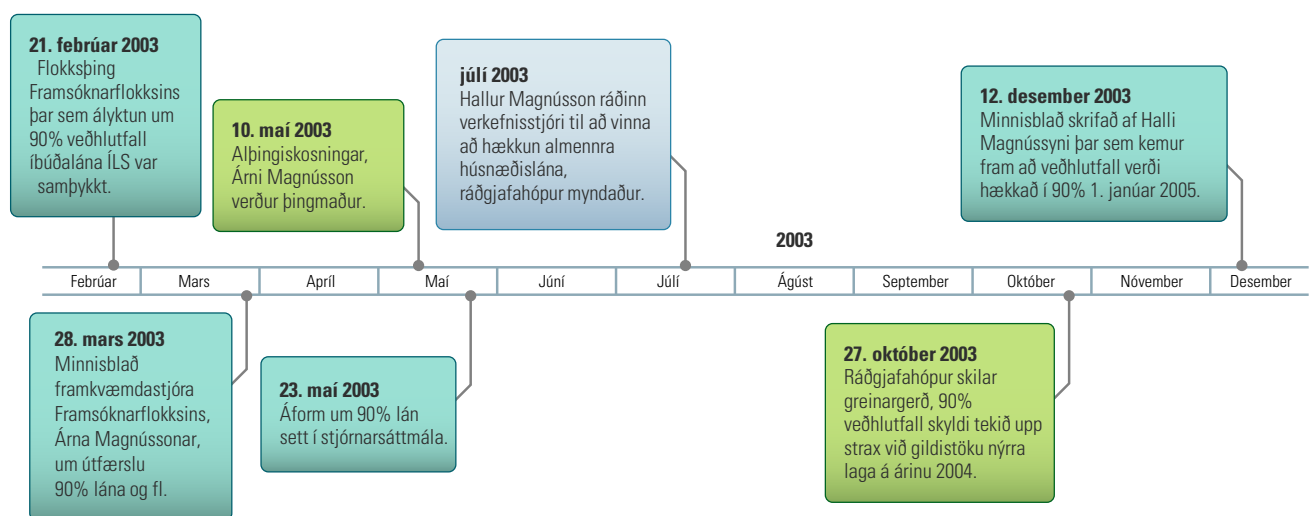 21. febrúar 2003
Flokksþing
Framsóknarflokksins
þar sem ályktun um
90% veðhlutfall
íbúðalána ÍLS var
samþykkt.
10. maí 2003
Alþingiskosningar,
Árni Magnússon
verður þingmaður.
júlí 2003
Hallur Magnússon ráðinn
verkefnisstjóri til að vinna
að hækkun almennra
húsnæðislána,
ráðgjafahópur myndaður.
12. desember 2003
Minnisblað skrifað af Halli
Magnússyni þar sem kemur
fram að veðhlutfall verði
hækkað í 90% 1. janúar 2005.
2003
Febrúar Mars Apríl Maí Júní Júlí Ágúst September Október Nóvember Desember
28. mars 2003
Minnisblað
framkvæmdastjóra
Framsóknarflokksins,
Árna Magnússonar,
um útfærslu
90% lána og fl.
23. maí 2003
Áform um 90% lán
sett í stjórnarsáttmála.
27. október 2003
Ráðgjafahópur skilar
greinargerð, 90%
veðhlutfall skyldi tekið upp
strax við gildistöku nýrra
laga á árinu 2004.